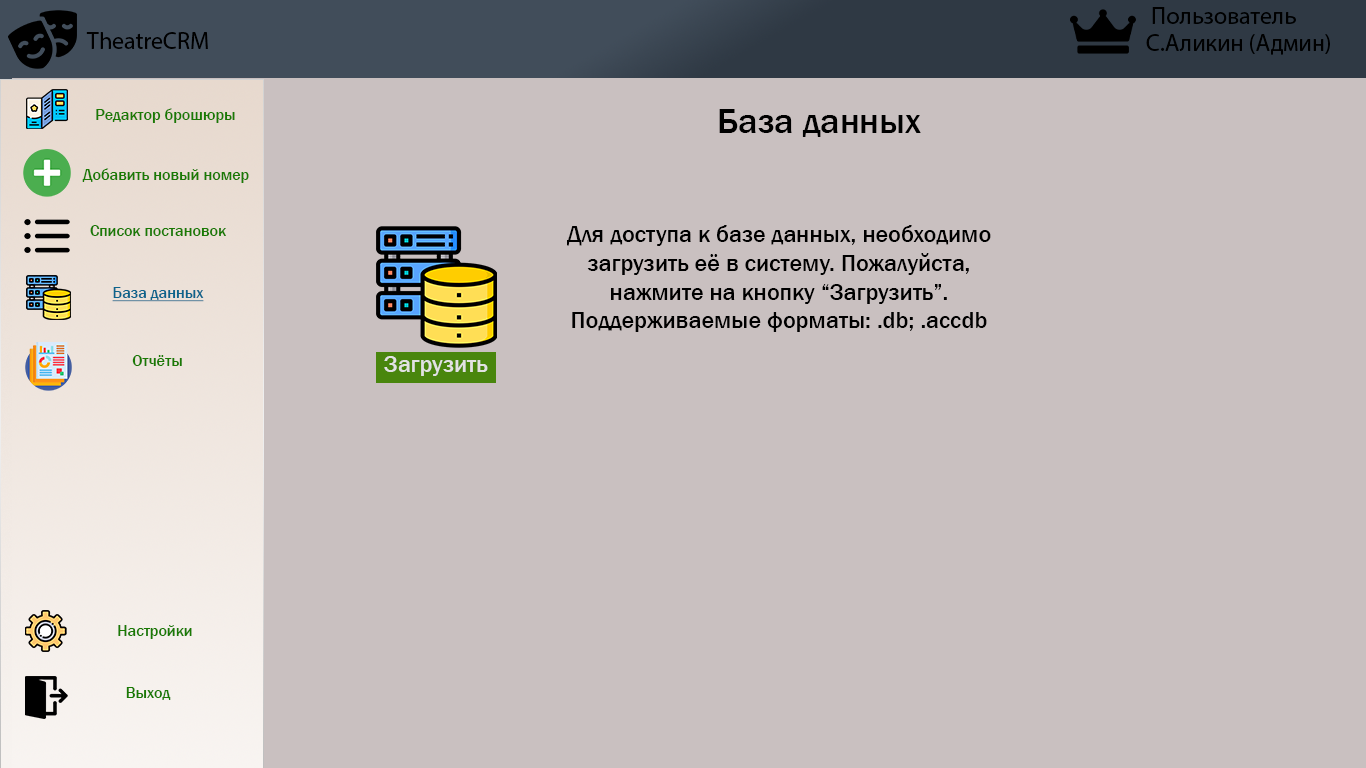 TheatreCRM
Пользователь
С.Аликин (Админ)
Редактор брошюры
Добавить новый номер
Список постановок
База данных
Отчёты
Настройки
Выход
База данных
Для доступа к базе данных, необходимо
загрузить её в систему. Пожалуйста,
нажмите на кнопку “Загрузить”.
Поддерживаемые форматы: .db; .accdb
Загрузить